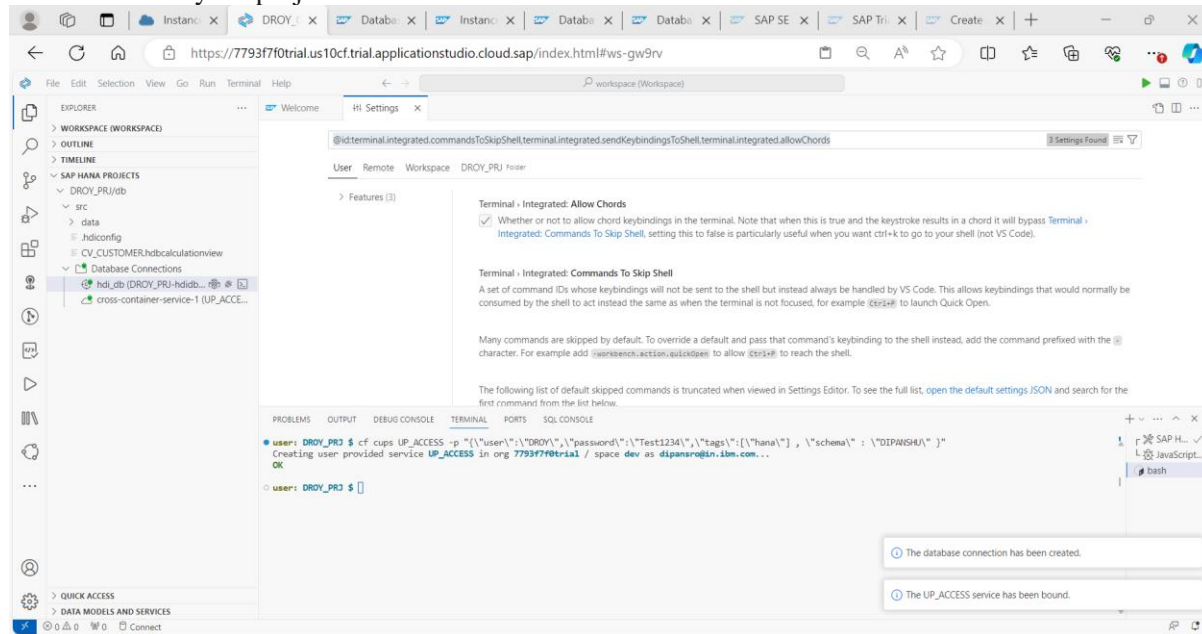 Instanc
DROY_(
Databas
Instanc
Databa
Databa
SAP SE
SAP Tri
Create
https://7793f7f0trial.us10cf.trial.applicationstudio.cloud.sap/index.html#ws-gw9rv
File Edit Selection View Go Run Terminal Help
workspace (Workspace)
EXPLORER
Welcome
Settings
WORKSPACE (WORKSPACE)
OUTLINE
TIMELINE
SAP HANA PROJECTS
DROY_PRJ/db
src
data
.hdiconfig
CV_CUSTOMER.hdbcalculationview
Database Connections
hdi_db (DROY_PRJ-hdidb...
cross-container-service-1 (UP_ACCE...
QUICK ACCESS
DATA MODELS AND SERVICES
@id:terminal.integrated.commandsToSkipShell,terminal.integrated.sendKeybindingsToShell,terminal.integrated.allowChords
3 Settings Found
User Remote Workspace DROY_PRJ Folder
Features (3)
Terminal › Integrated: Allow Chords
Whether or not to allow chord keybindings in the terminal. Note that when this is true and the keystroke results in a chord it will bypass Terminal ›
Integrated: Commands To Skip Shell, setting this to false is particularly useful when you want ctrl+k to go to your shell (not VS Code).
Terminal › Integrated: Commands To Skip Shell
A set of command IDs whose keybindings will not be sent to the shell but instead always be handled by VS Code. This allows keybindings that would normally be
consumed by the shell to act instead the same as when the terminal is not focused, for example Ctrl+P to launch Quick Open.
Many commands are skipped by default. To override a default and pass that command's keybinding to the shell instead, add the command prefixed with the -
character. For example add -workbench.action.quickOpen to allow Ctrl+P to reach the shell.
The following list of default skipped commands is truncated when viewed in Settings Editor. To see the full list, open the default settings JSON and search for the
first command from the list below.
PROBLEMS OUTPUT DEBUG CONSOLE TERMINAL PORTS SQL CONSOLE
user: DROY_PRJ $ cf cups UP_ACCESS -p "{\"user\":\"DROY\",\"password\":\"Test1234\",\"tags\":[\"hana\"] , \"schema\" : \"DIPANSHU\" }"
Creating user provided service UP_ACCESS in org 7793f7f0trial / space dev as dipansro@in.ibm.com...
OK
user: DROY_PRJ $
SAP H...
JavaScript...
bash
The database connection has been created.
The UP_ACCESS service has been bound.
0 0 0 Connect